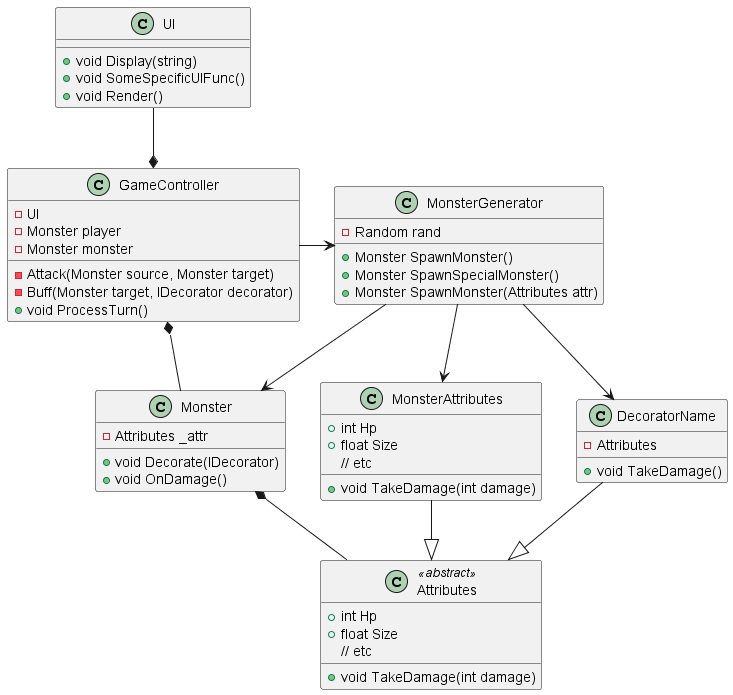 C UI
void Display(string)
void SomeSpecificUIFunc()
void Render()
C GameController
UI
Monster player
Monster monster
Attack(Monster source, Monster target)
Buff(Monster target, IDecorator decorator)
void ProcessTurn()
C MonsterGenerator
Random rand
Monster SpawnMonster()
Monster SpawnSpecialMonster()
Monster SpawnMonster(Attributes attr)
C Monster
Attributes _attr
void Decorate(IDecorator)
void OnDamage()
C MonsterAttributes
int Hp
float Size
// etc
void TakeDamage(int damage)
C DecoratorName
Attributes
void TakeDamage()
C «abstract»
Attributes
int Hp
float Size
// etc
void TakeDamage(int damage)